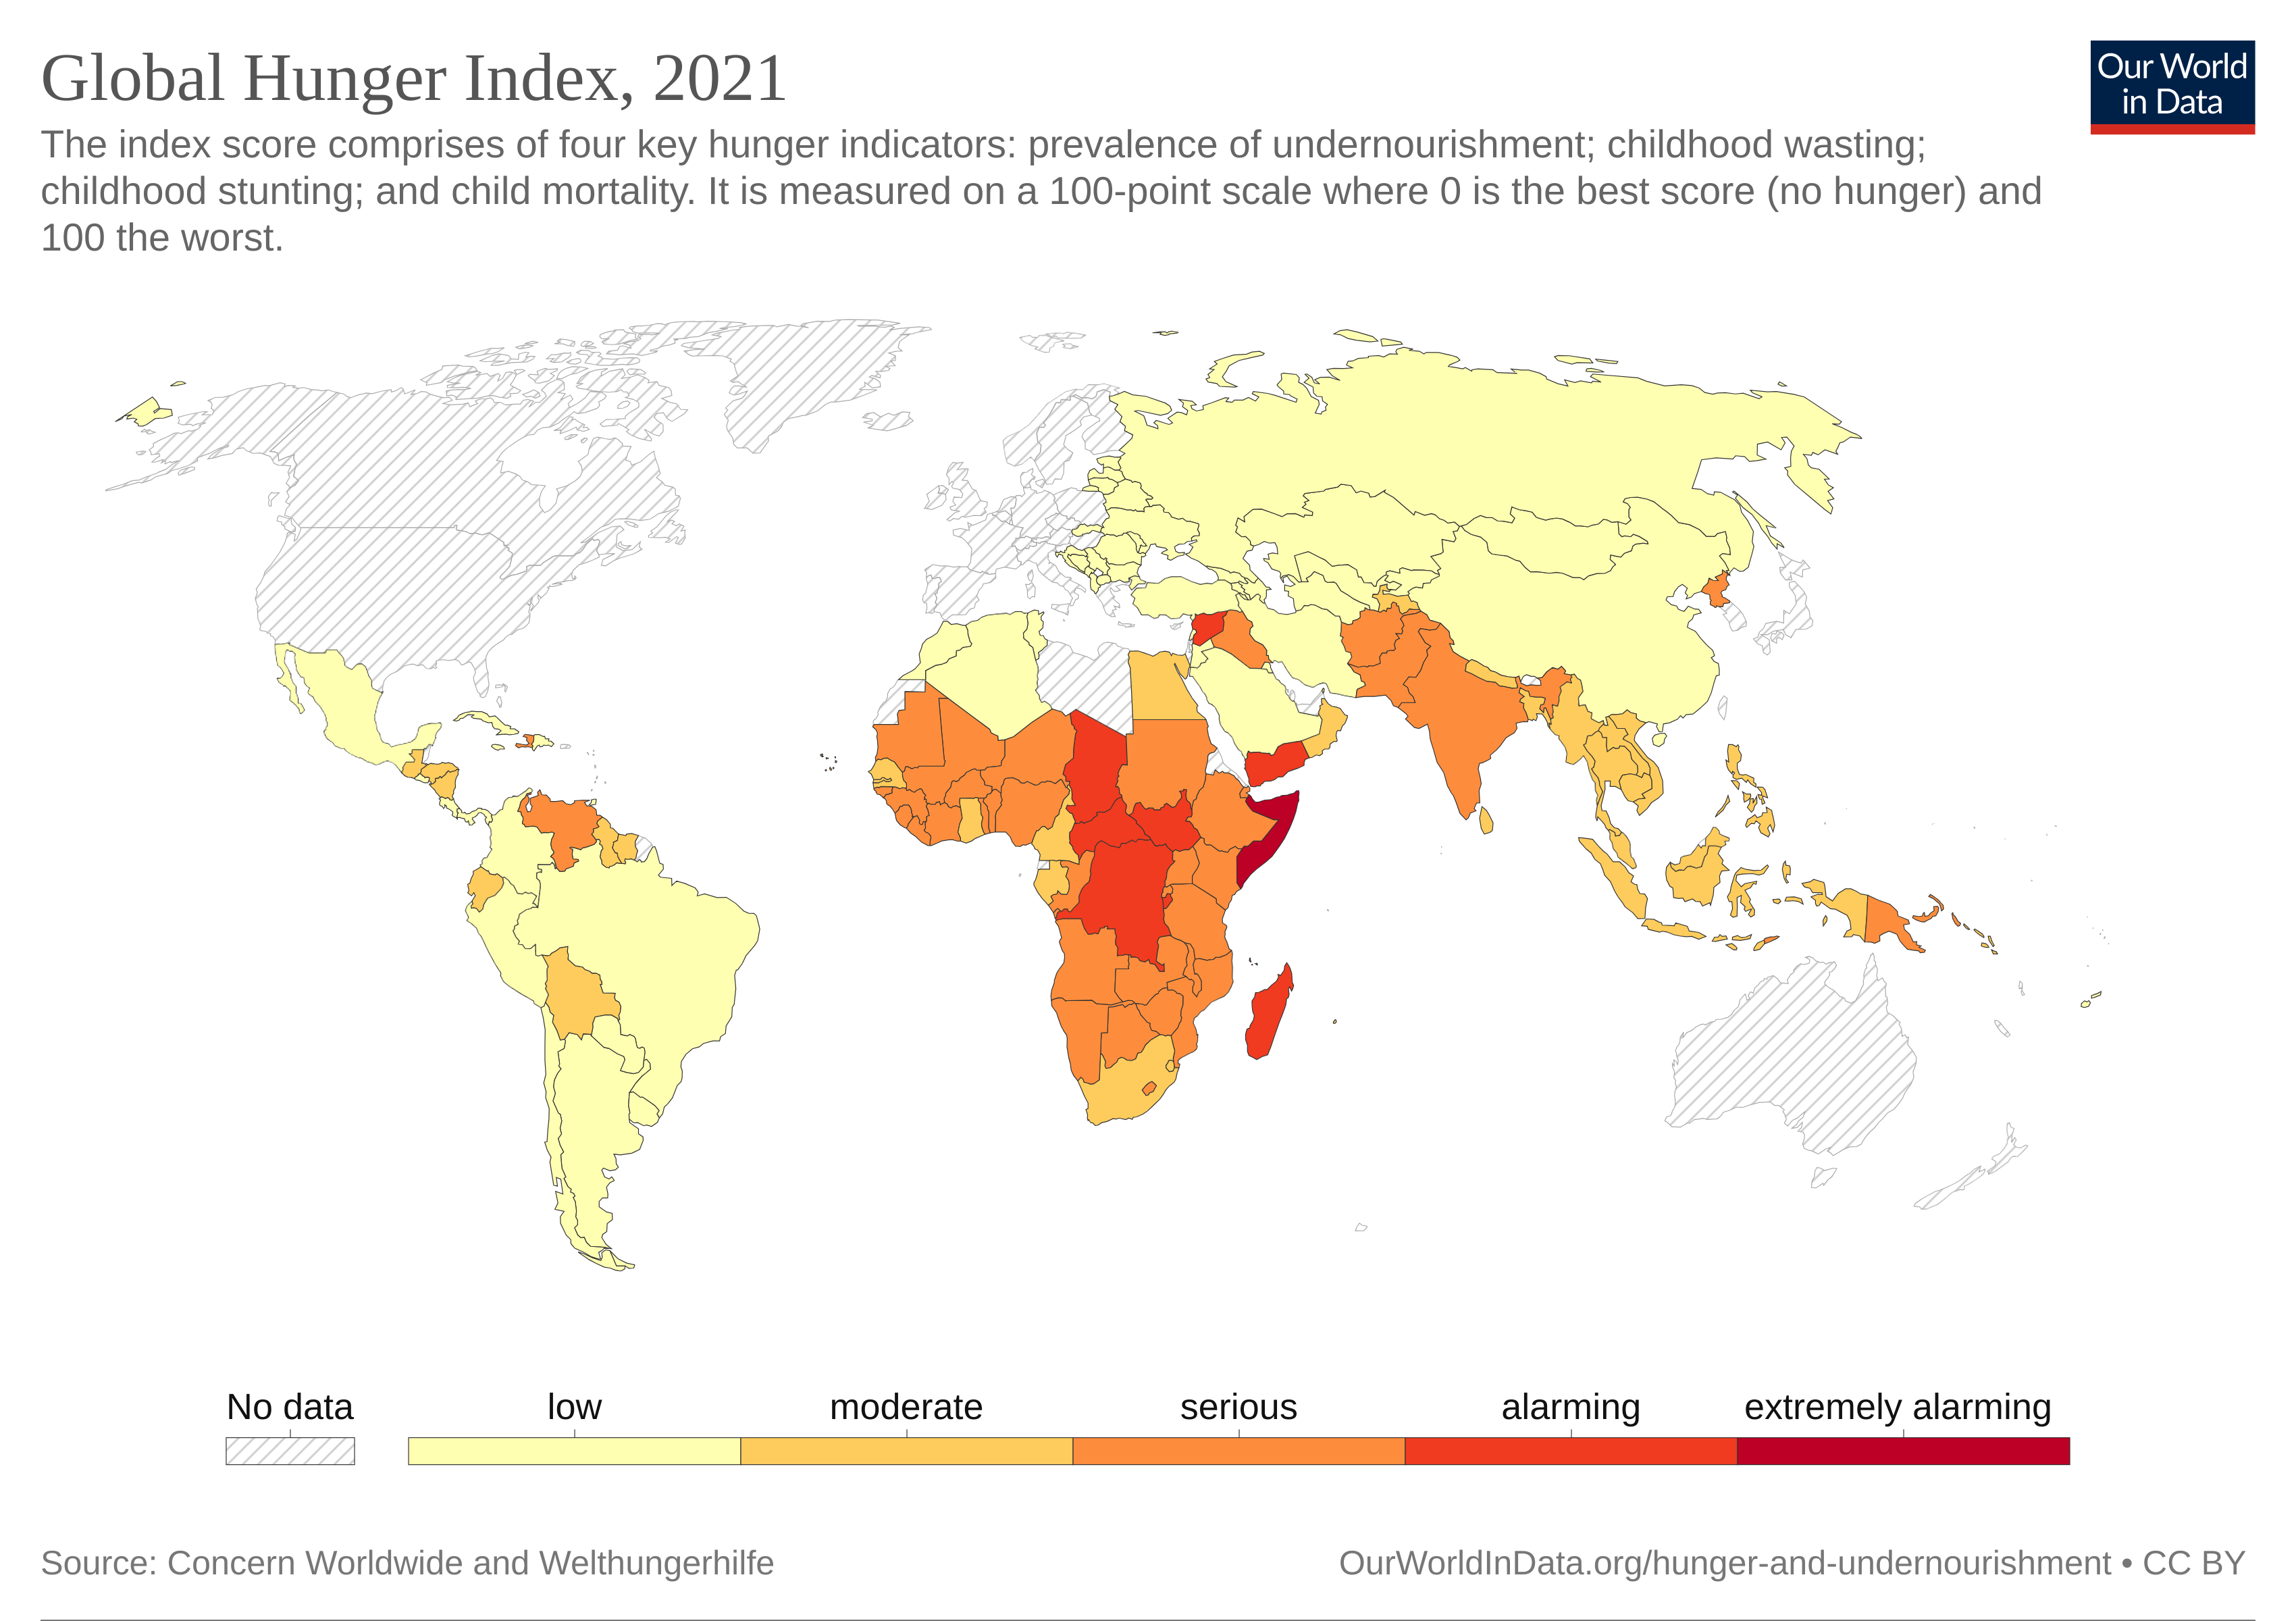 Global Hunger Index, 2021
Our World
in Data
The index score comprises of four key hunger indicators: prevalence of undernourishment; childhood wasting;
childhood stunting; and child mortality. It is measured on a 100-point scale where 0 is the best score (no hunger) and
100 the worst.
No data low moderate serious alarming extremely alarming
Source: Concern Worldwide and Welthungerhilfe
OurWorldInData.org/hunger-and-undernourishment • CC BY